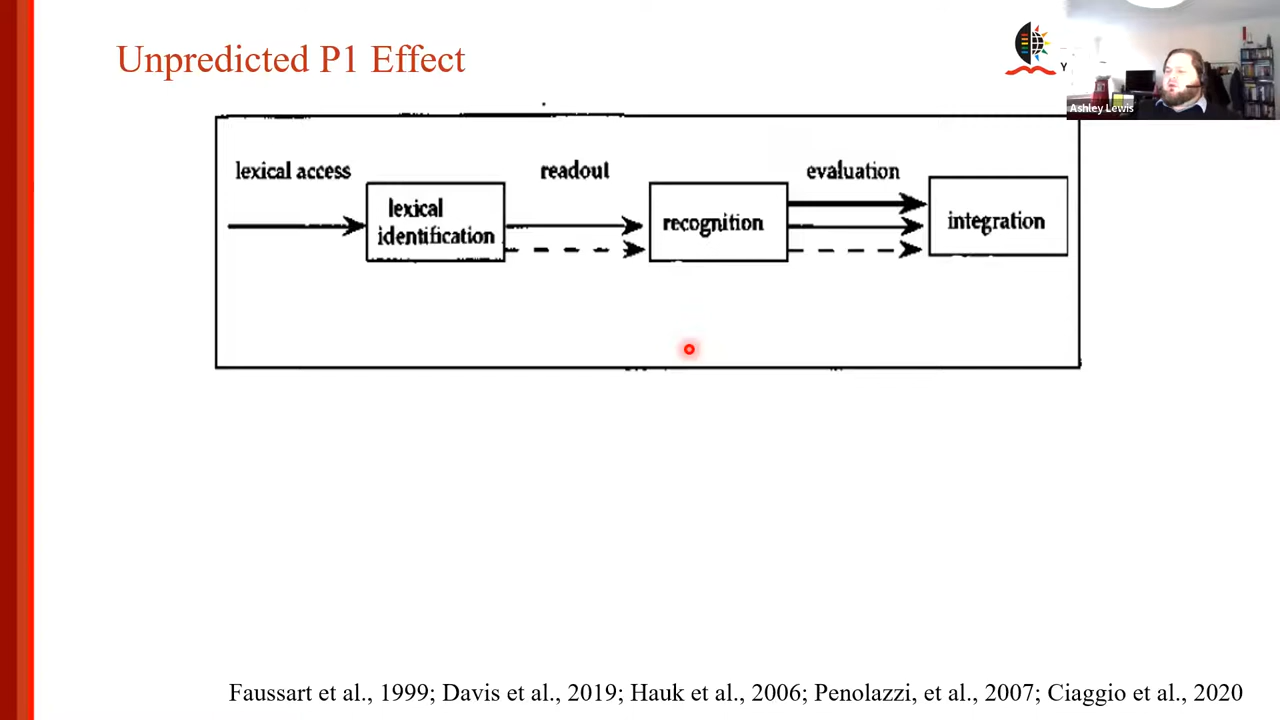 Unpredicted P1 Effect
Y
Ashley Lewis
lexical access
readout
evaluation
lexical
identification
recognition
integration
Faussart et al., 1999; Davis et al., 2019; Hauk et al., 2006; Penolazzi, et al., 2007; Ciaggio et al., 2020